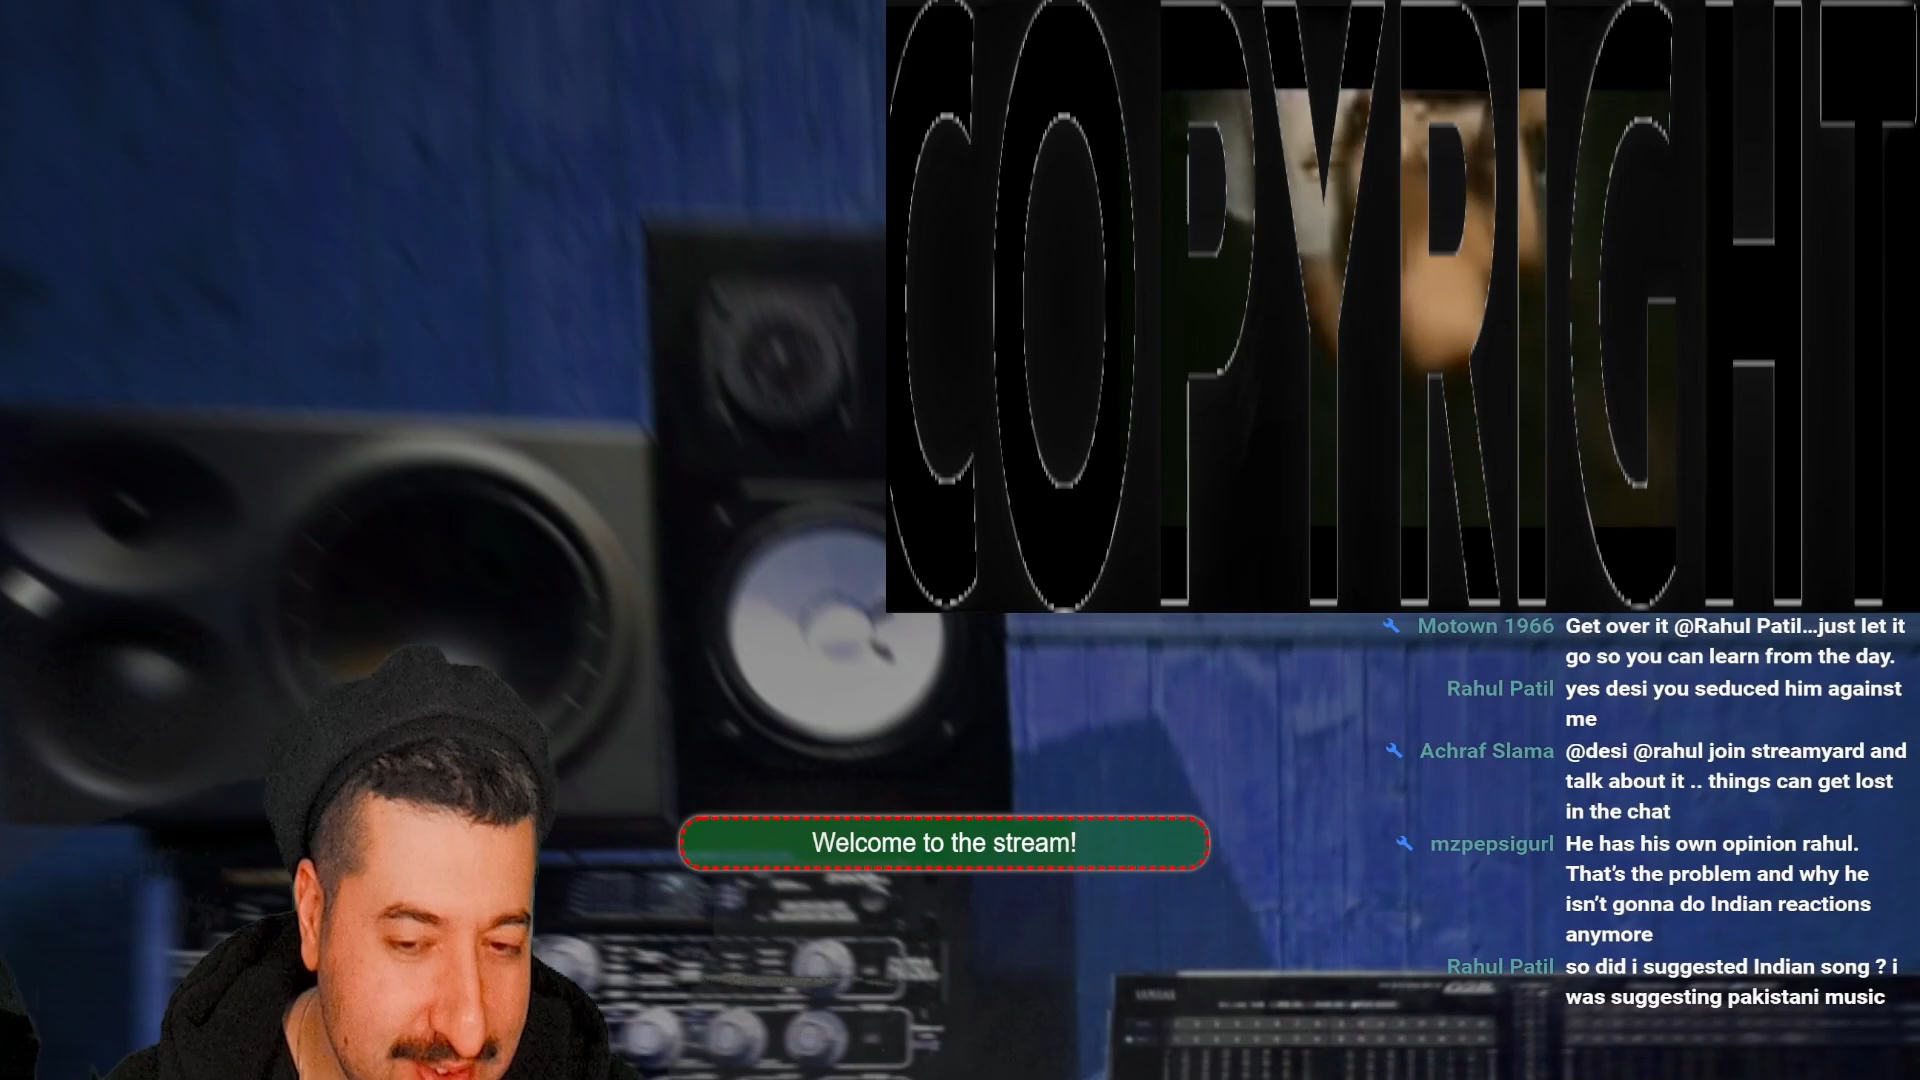 COPYRIGHT
Motown 1966 Get over it @Rahul Patil...just let it
go so you can learn from the day.
Rahul Patil yes desi you seduced him against
me
Achraf Slama @desi @rahul join streamyard and
talk about it .. things can get lost
in the chat
Welcome to the stream!
mzpepsigurl He has his own opinion rahul.
That's the problem and why he
isn't gonna do Indian reactions
anymore
Rahul Patil so did i suggested Indian song ? i
was suggesting pakistani music
YAMAHA